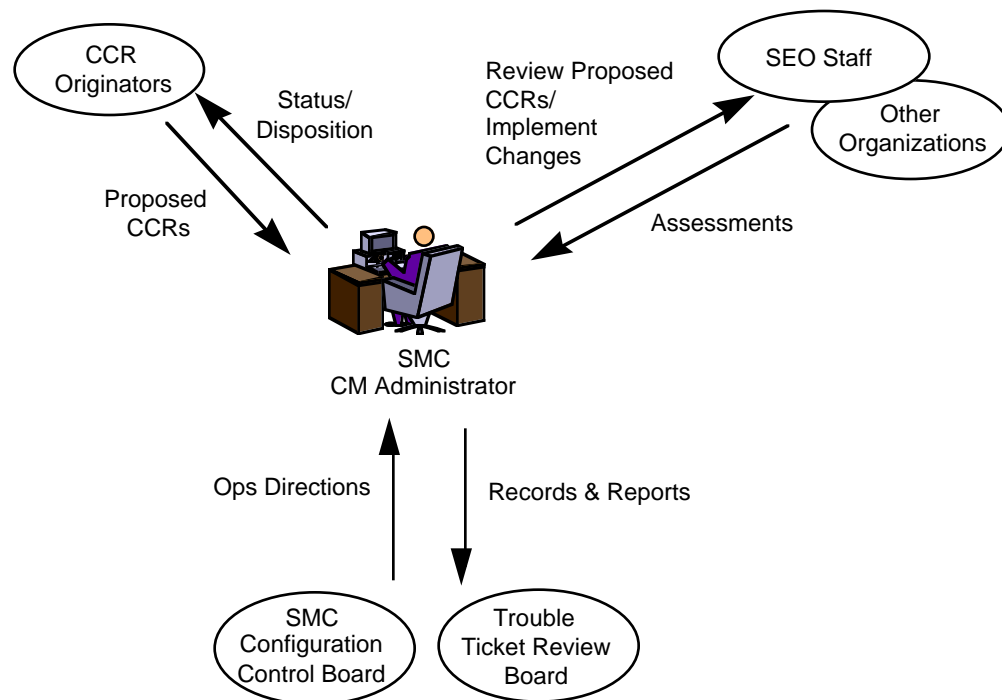 CCR
Originators
Status/
Disposition
Proposed
CCRs
Review Proposed
CCRs/
Implement
Changes
SEO Staff
Other
Organizations
Assessments
SMC
CM Administrator
Ops Directions
Records & Reports
SMC
Configuration
Control Board
Trouble
Ticket Review
Board